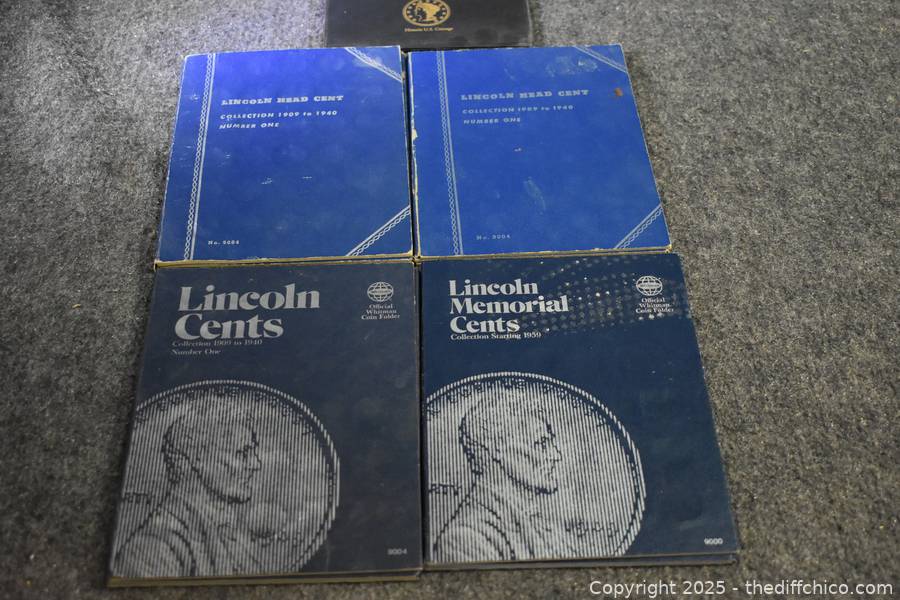 Historic U.S. Coinage
LINCOLN HEAD CENT
COLLECTION 1909 to 1940
NUMBER ONE
No. 9004
LINCOLN HEAD CENT
COLLECTION 1909 to 1940
NUMBER ONE
No. 9004
Lincoln
Cents
Collection 1909 to 1940
Number One
Official
Whitman
Coin Folder
9004
Lincoln
Memorial
Cents
Collection Starting 1959
Official
Whitman
Coin Folder
9000
Copyright 2025 - thediffchico.com